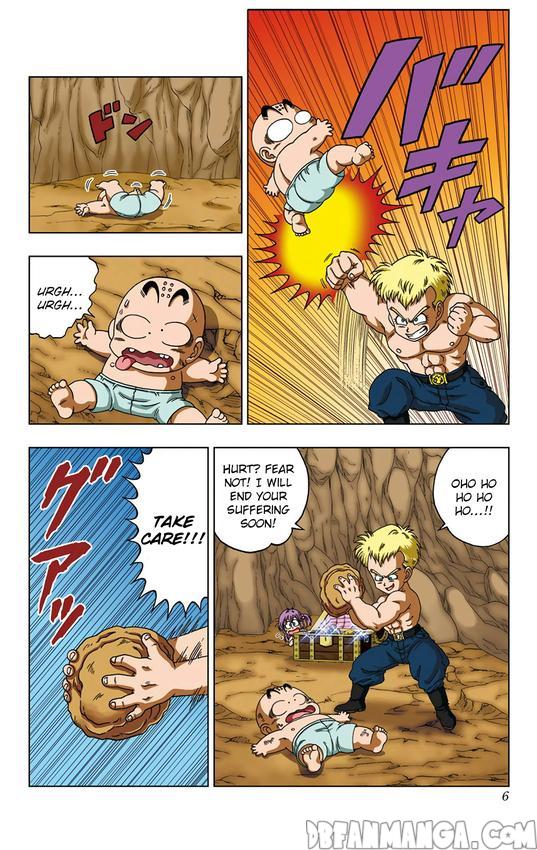 バキャ
ドン
URGH...
URGH...
OHO HO
HO HO
HO...!!
HURT? FEAR
NOT! I WILL
END YOUR
SUFFERING
SOON!
TAKE
CARE!!!
グアッ
6
DBFANMANGA.COM